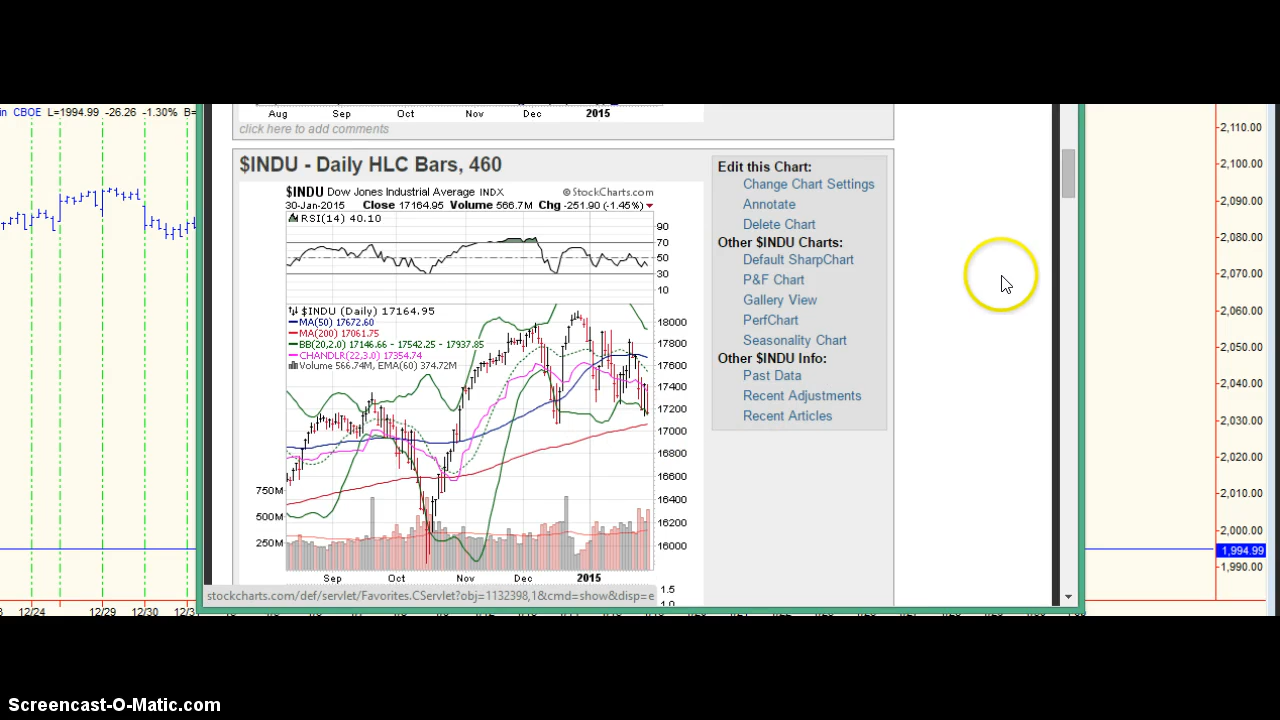 in CBOE L=1994.99 -26.26 -1.30% B=
Aug Sep Oct Nov Dec 2015
click here to add comments
$INDU - Daily HLC Bars, 460
$INDU Dow Jones Industrial Average INDX © StockCharts.com
30-Jan-2015 Close 17164.95 Volume 566.7M Chg -251.90 (-1.45%)
RSI(14) 40.10
90
70
50
30
10
$INDU (Daily) 17164.95
MA(50) 17672.60
MA(200) 17061.75
BB(20,2.0) 17146.66 - 17542.25 - 17937.85
CHANDLR(22,3.0) 17354.74
Volume 566.74M, EMA(60) 374.72M
18000
17800
17600
17400
17200
17000
16800
16600
16400
16200
16000
750M
500M
250M
Sep Oct Nov Dec 2015
1.5
1.0
Edit this Chart:
Change Chart Settings
Annotate
Delete Chart
Other $INDU Charts:
Default SharpChart
P&F Chart
Gallery View
PerfChart
Seasonality Chart
Other $INDU Info:
Past Data
Recent Adjustments
Recent Articles
stockcharts.com/def/servlet/Favorites.CServlet?obj=1132398,1&cmd=show&disp=e
2,110.00
2,100.00
2,090.00
2,080.00
2,070.00
2,060.00
2,050.00
2,040.00
2,030.00
2,020.00
2,010.00
2,000.00
1,994.99
1,990.00
12/24 12/29 12/30
Screencast-O-Matic.com